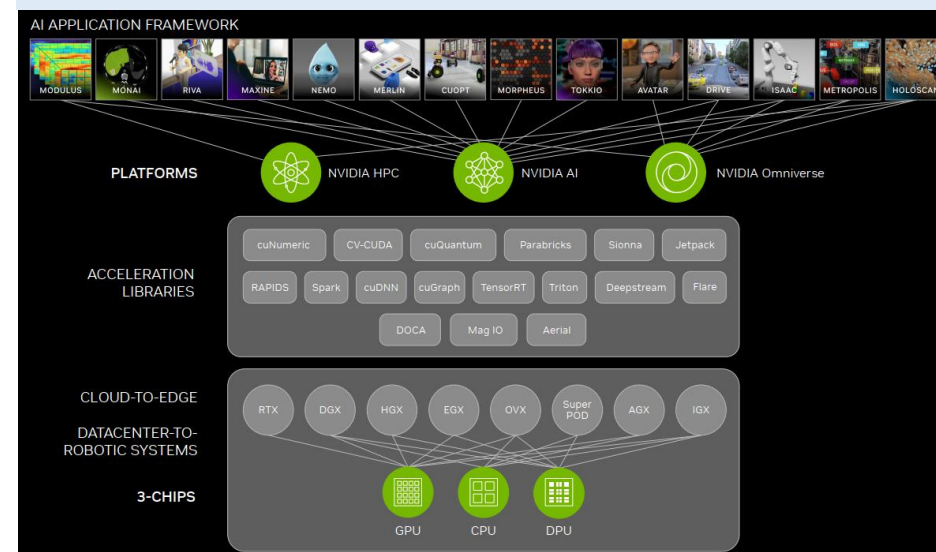 AI APPLICATION FRAMEWORK
MODULUS MONAI RIVA MAXINE NEMO MERLIN CUOPT MORPHEUS TOKKIO AVATAR DRIVE ISAAC METROPOLIS HOLOSCAN
PLATFORMS NVIDIA HPC NVIDIA AI NVIDIA Omniverse
cuNumeric CV-CUDA cuQuantum Parabricks Sionna Jetpack
ACCELERATION
LIBRARIES
RAPIDS Spark cuDNN cuGraph TensorRT Triton Deepstream Flare
DOCA Mag IO Aerial
CLOUD-TO-EDGE
DATACENTER-TO-
ROBOTIC SYSTEMS
RTX DGX HGX EGX OVX Super
POD AGX IGX
3-CHIPS
GPU CPU DPU